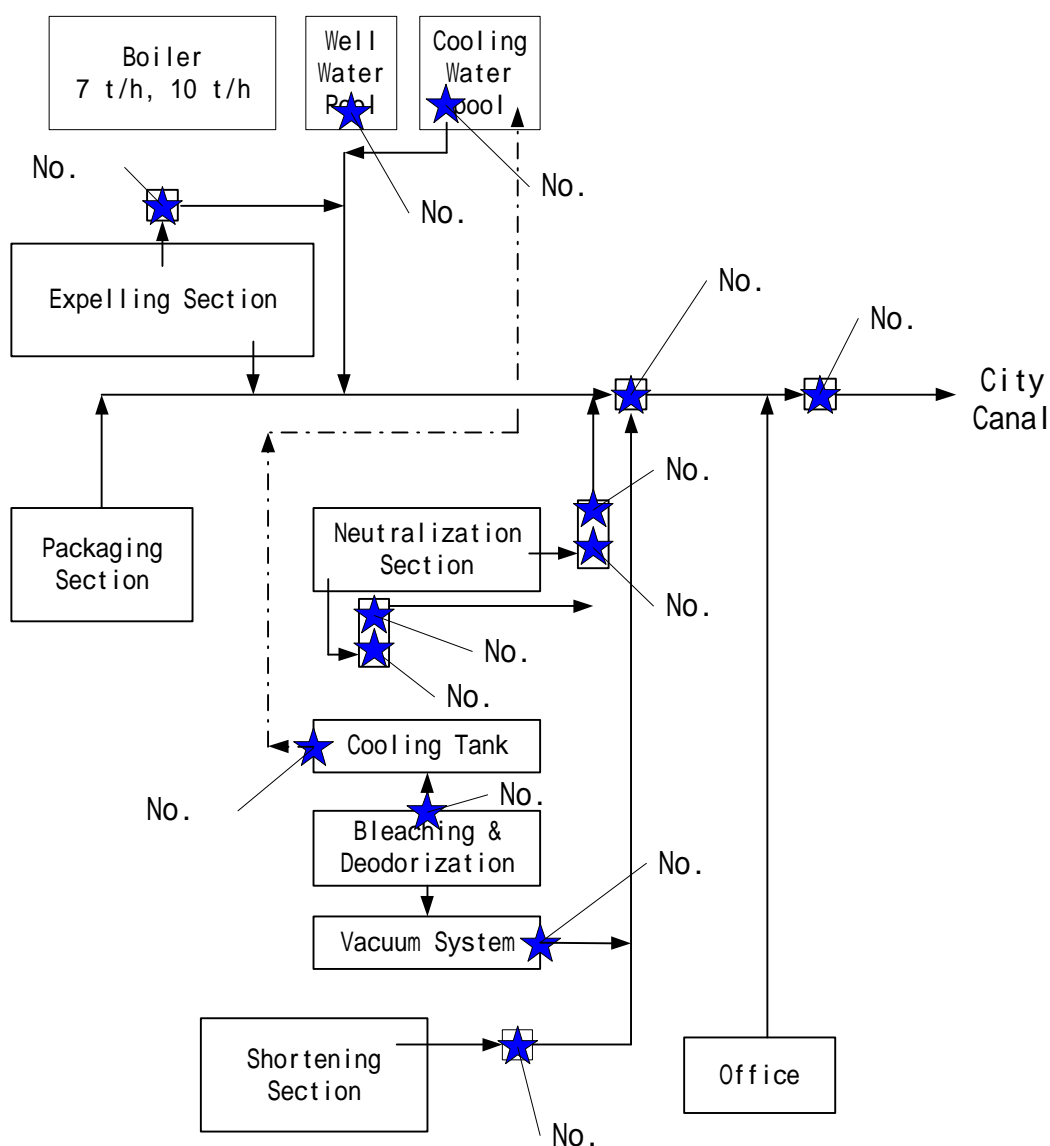 Boiler
7 t/h, 10 t/h
Well
Water
Pool
Cooling
Water
pool
No.
No.
No.
Expelling Section
No.
No.
City
Canal
Packaging
Section
Neutralization
Section
No.
No.
No.
No.
Cooling Tank
No.
No.
Bleaching &
Deodorization
No.
Vacuum System
Shortening
Section
No.
Office